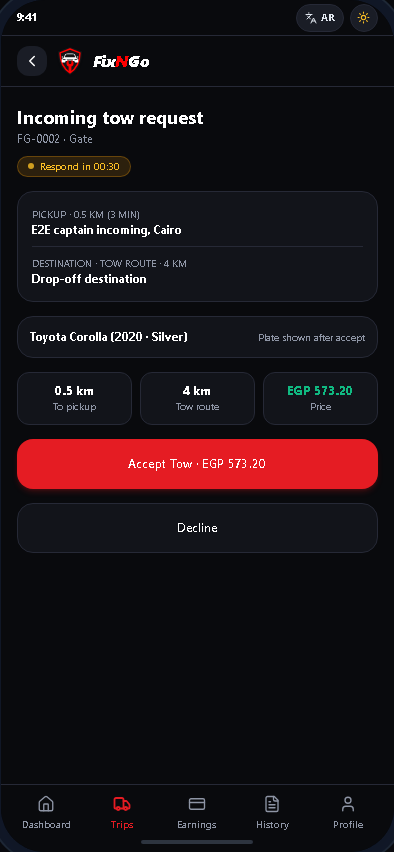 9:41
AR
FixNGo
Incoming tow request
FG-0002 · Gate
Respond in 00:30
PICKUP · 0.5 KM (3 MIN)
E2E captain incoming, Cairo
DESTINATION · TOW ROUTE · 4 KM
Drop-off destination
Toyota Corolla (2020 · Silver)
Plate shown after accept
0.5 km
To pickup
4 km
Tow route
EGP 573.20
Price
Accept Tow · EGP 573.20
Decline
Dashboard
Trips
Earnings
History
Profile